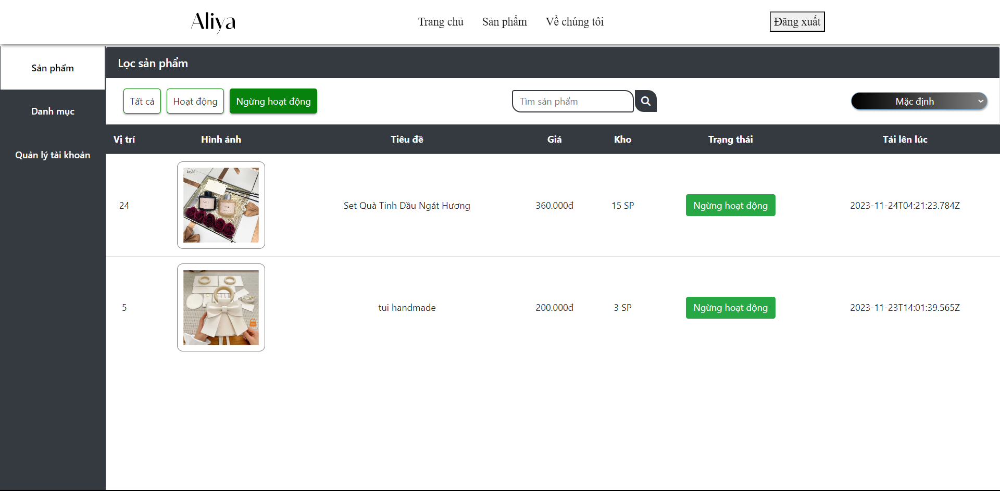 Aliya
Trang chủ Sản phẩm Về chúng tôi
Đăng xuất
Sản phẩm
Danh mục
Quản lý tài khoản
Lọc sản phẩm
Tất cả Hoạt động Ngừng hoạt động
Tìm sản phẩm
Mặc định
Vị trí Hình ảnh Tiêu đề Giá Kho Trạng thái Tải lên lúc
24 Set Quà Tinh Dầu Ngát Hương 360.000đ 15 SP Ngừng hoạt động 2023-11-24T04:21:23.784Z
5 tui handmade 200.000đ 3 SP Ngừng hoạt động 2023-11-23T14:01:39.565Z